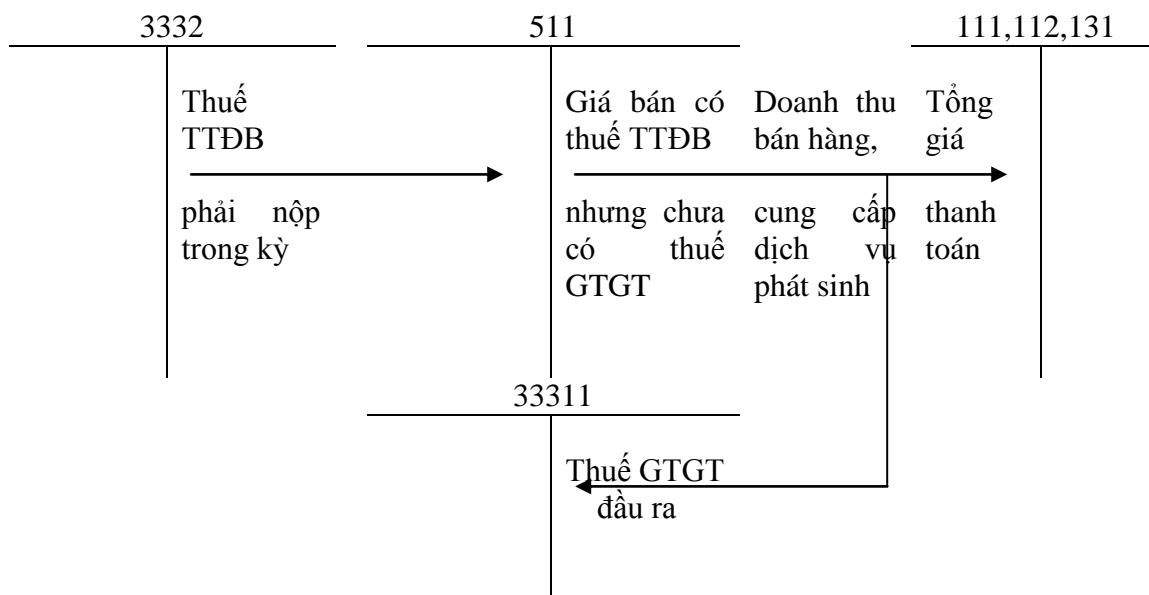 3332
511
111,112,131
Thuế
TTĐB
phải nộp
trong kỳ
Giá bán có
thuế TTĐB
nhưng chưa
có thuế
GTGT
Doanh thu
bán hàng,
cung cấp
dịch vụ
phát sinh
Tổng
giá
thanh
toán
33311
Thuế GTGT
đầu ra